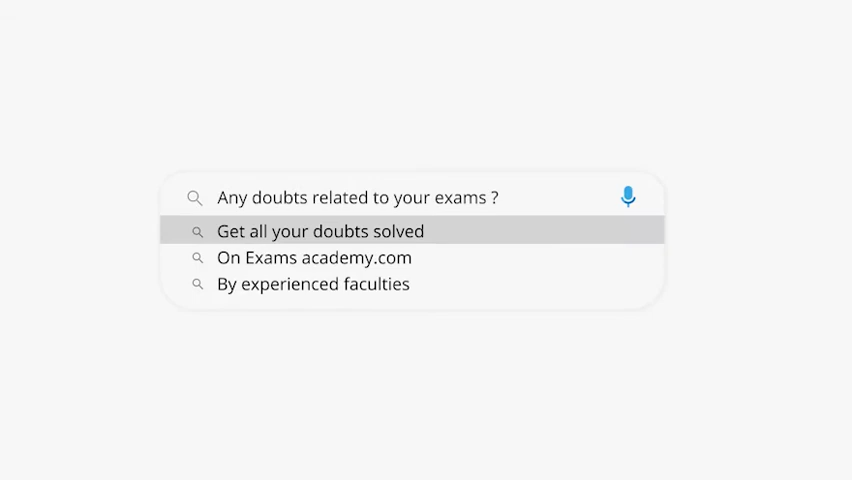 Any doubts related to your exams ?
Get all your doubts solved
On Exams academy.com
By experienced faculties